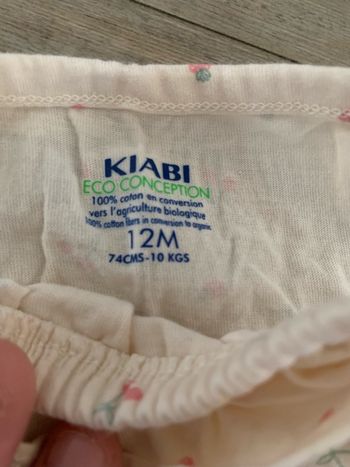 KIABI
ECO CONCEPTION
100% coton en conversion
vers l'agriculture biologique
100% cotton fibers in conversion to organic
12M
74CMS-10 KGS